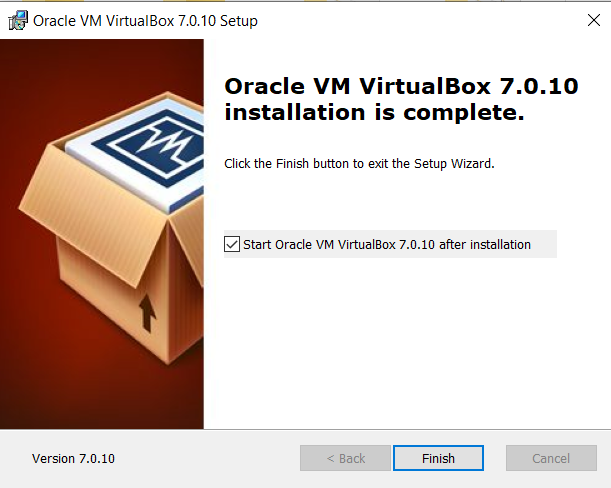 Oracle VM VirtualBox 7.0.10 Setup
Oracle VM VirtualBox 7.0.10
installation is complete.
Click the Finish button to exit the Setup Wizard.
Start Oracle VM VirtualBox 7.0.10 after installation
Version 7.0.10
< Back
Finish
Cancel